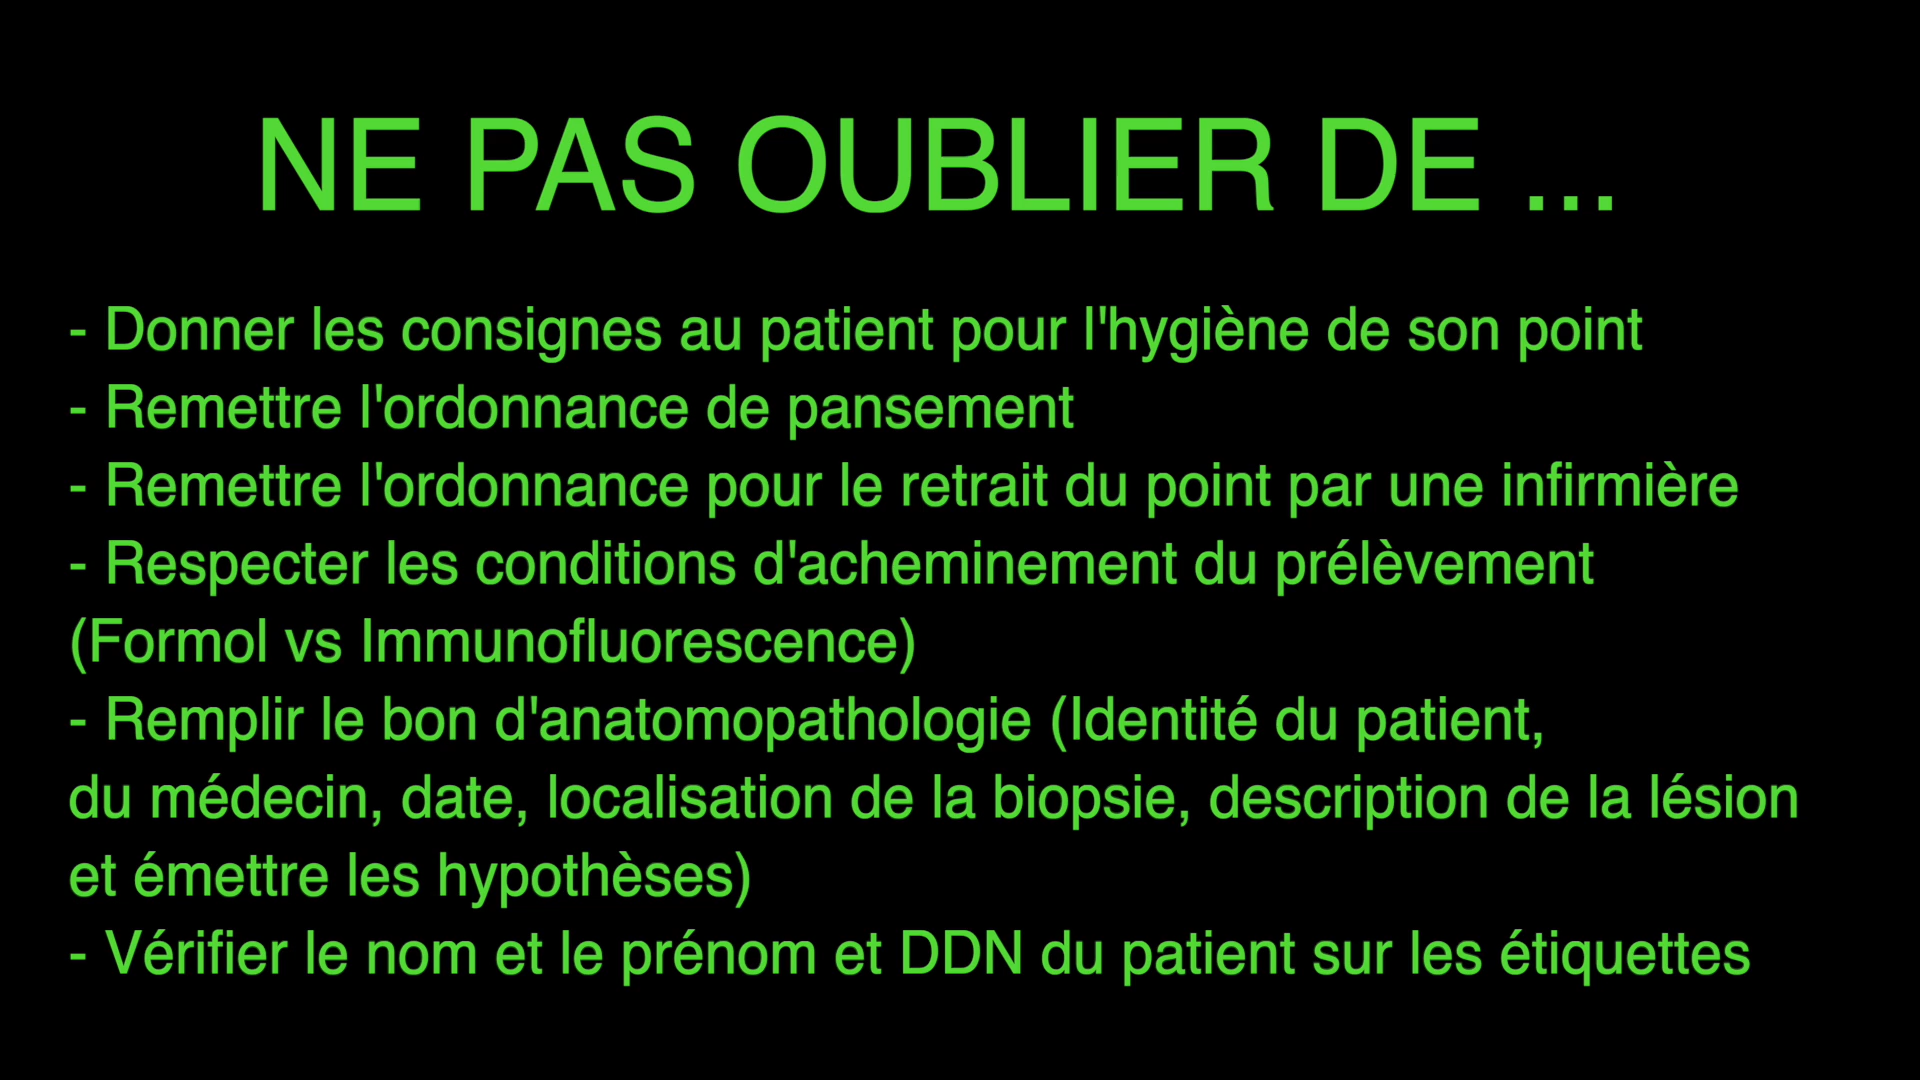 NE PAS OUBLIER DE ...
- Donner les consignes au patient pour l'hygiène de son point
- Remettre l'ordonnance de pansement
- Remettre l'ordonnance pour le retrait du point par une infirmière
- Respecter les conditions d'acheminement du prélèvement
(Formol vs Immunofluorescence)
- Remplir le bon d'anatomopathologie (Identité du patient,
du médecin, date, localisation de la biopsie, description de la lésion
et émettre les hypothèses)
- Vérifier le nom et le prénom et DDN du patient sur les étiquettes